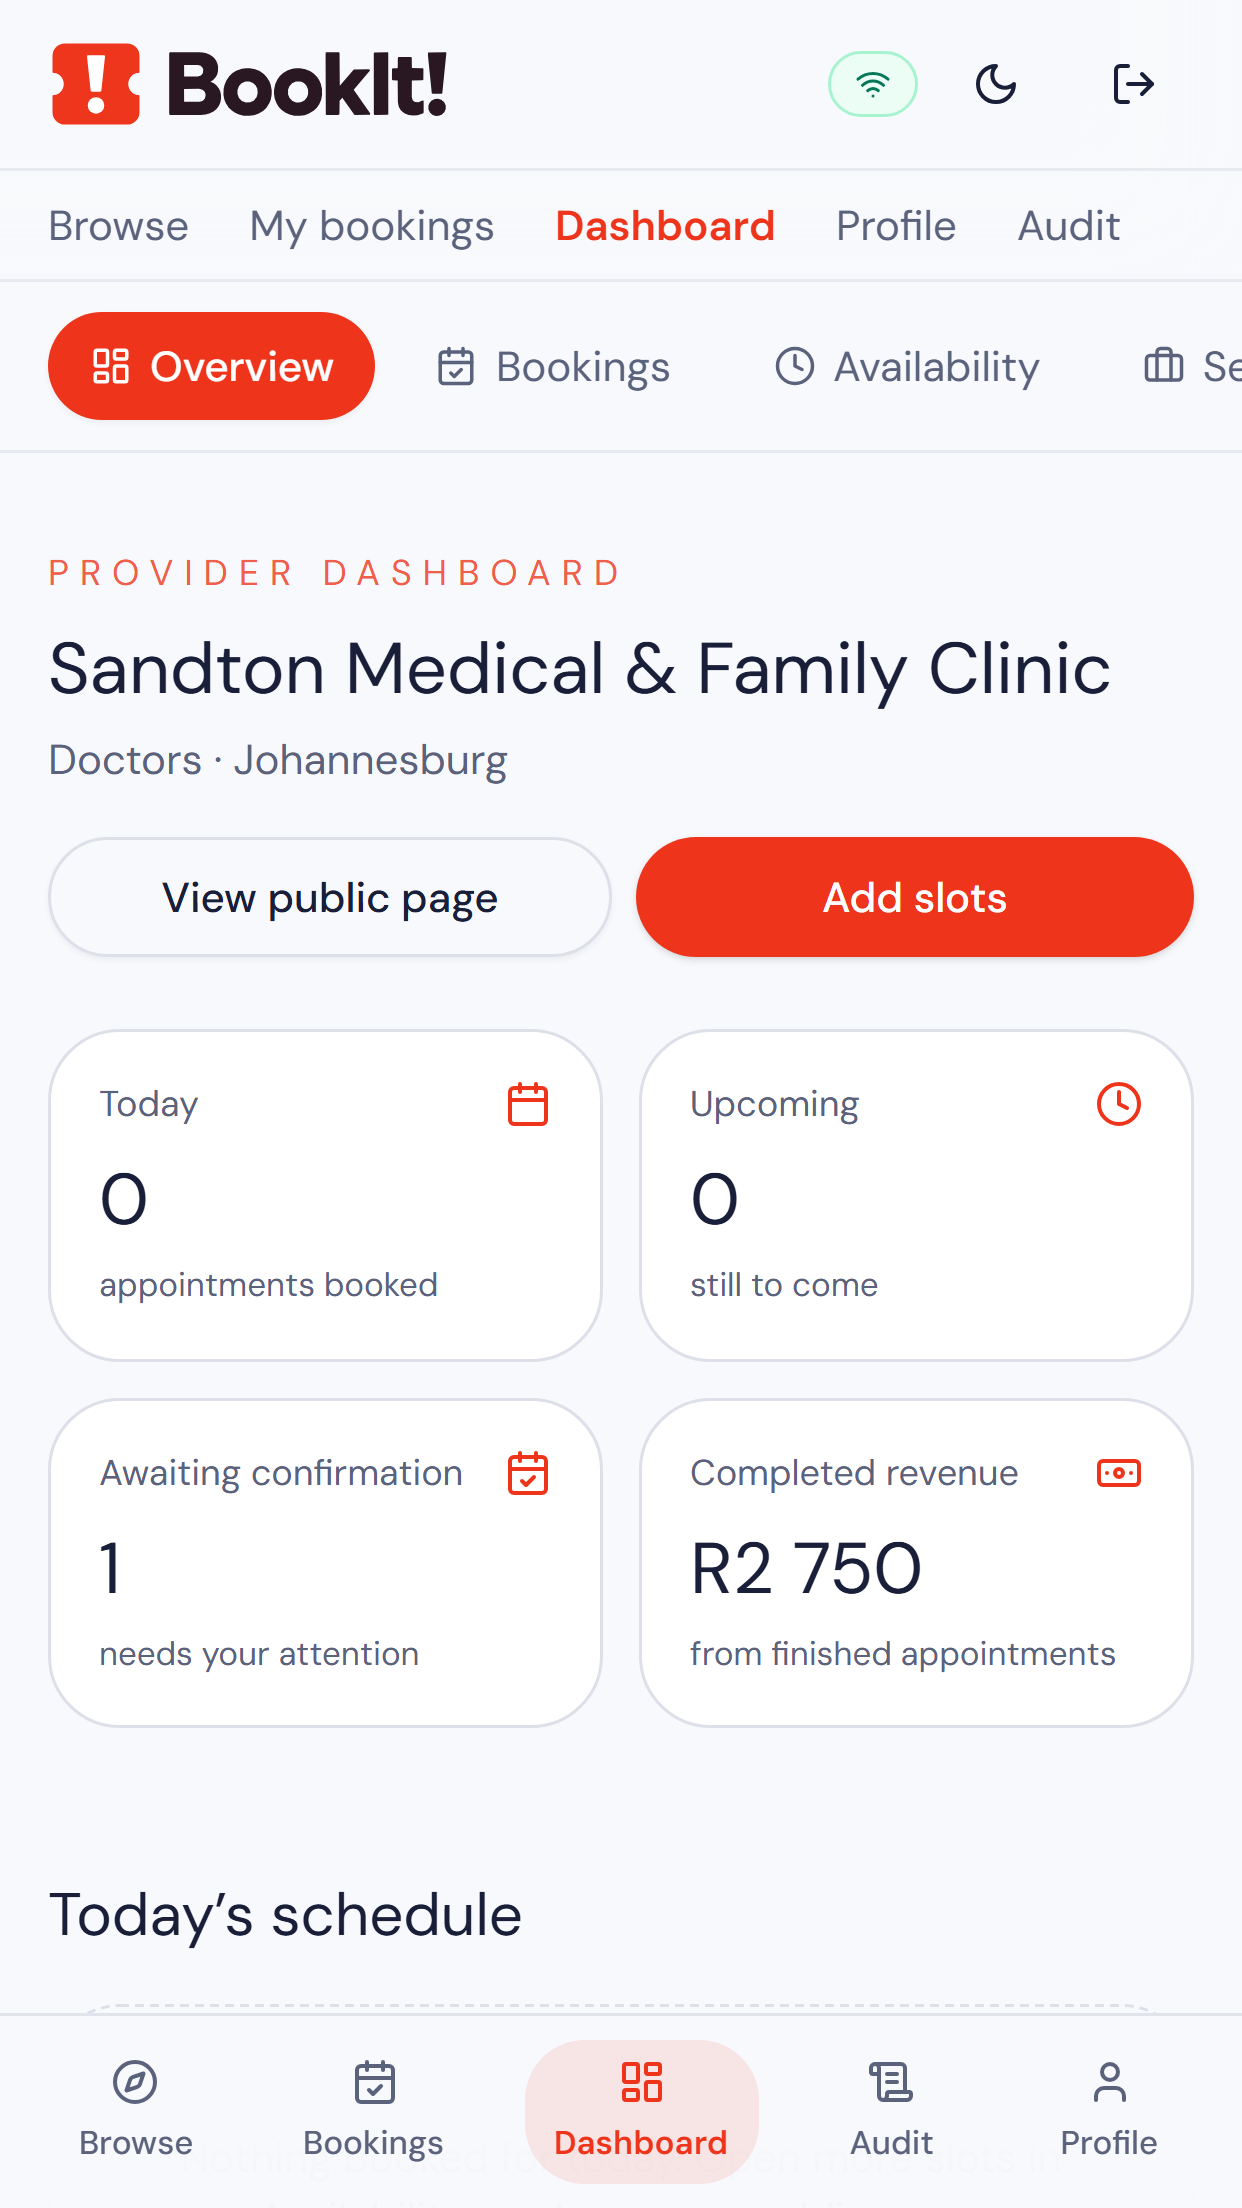 BookIt!
Browse My bookings Dashboard Profile Audit
Overview Bookings Availability Se
PROVIDER DASHBOARD
Sandton Medical & Family Clinic
Doctors · Johannesburg
View public page Add slots
Today Upcoming
0 0
appointments booked still to come
Awaiting confirmation Completed revenue
1 R2 750
needs your attention from finished appointments
Today’s schedule
Browse Bookings Dashboard Audit Profile